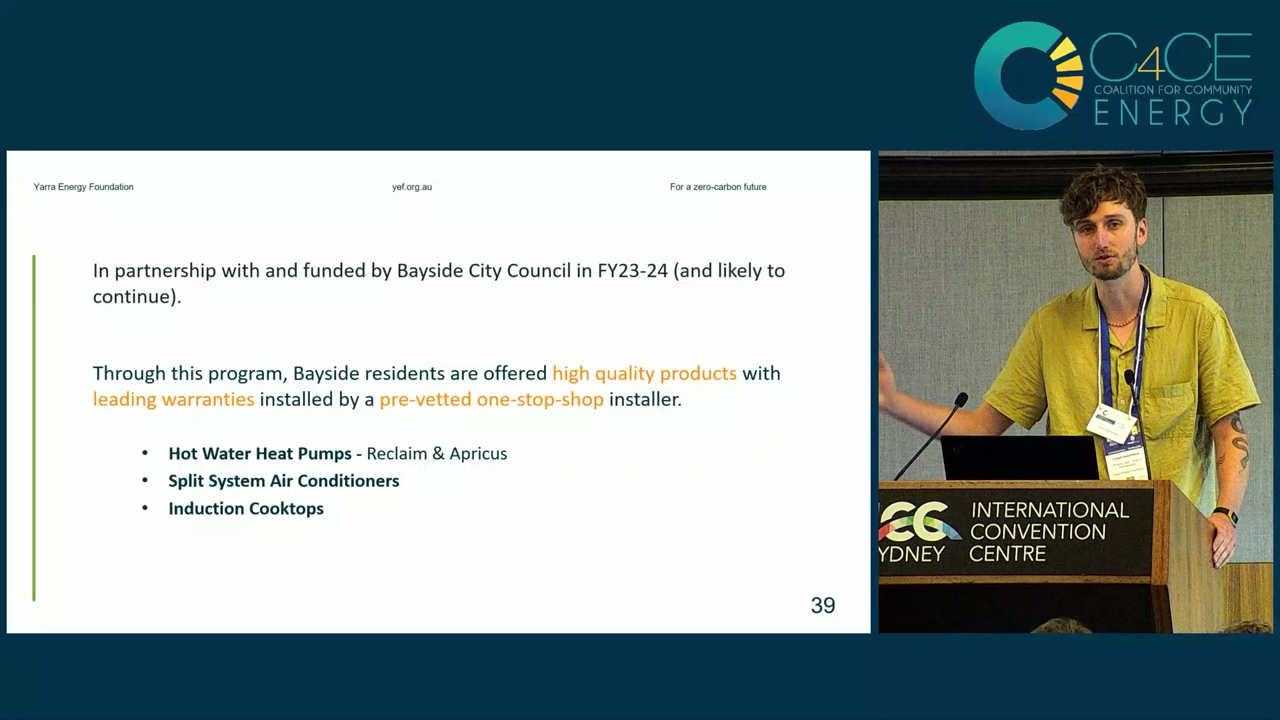 C4CE
COALITION FOR COMMUNITY
ENERGY
Yarra Energy Foundation
yef.org.au
For a zero-carbon future
In partnership with and funded by Bayside City Council in FY23-24 (and likely to
continue).
Through this program, Bayside residents are offered high quality products with
leading warranties installed by a pre-vetted one-stop-shop installer.
• Hot Water Heat Pumps - Reclaim & Apricus
• Split System Air Conditioners
• Induction Cooktops
39
ICC
YDNEY
INTERNATIONAL
CONVENTION
CENTRE